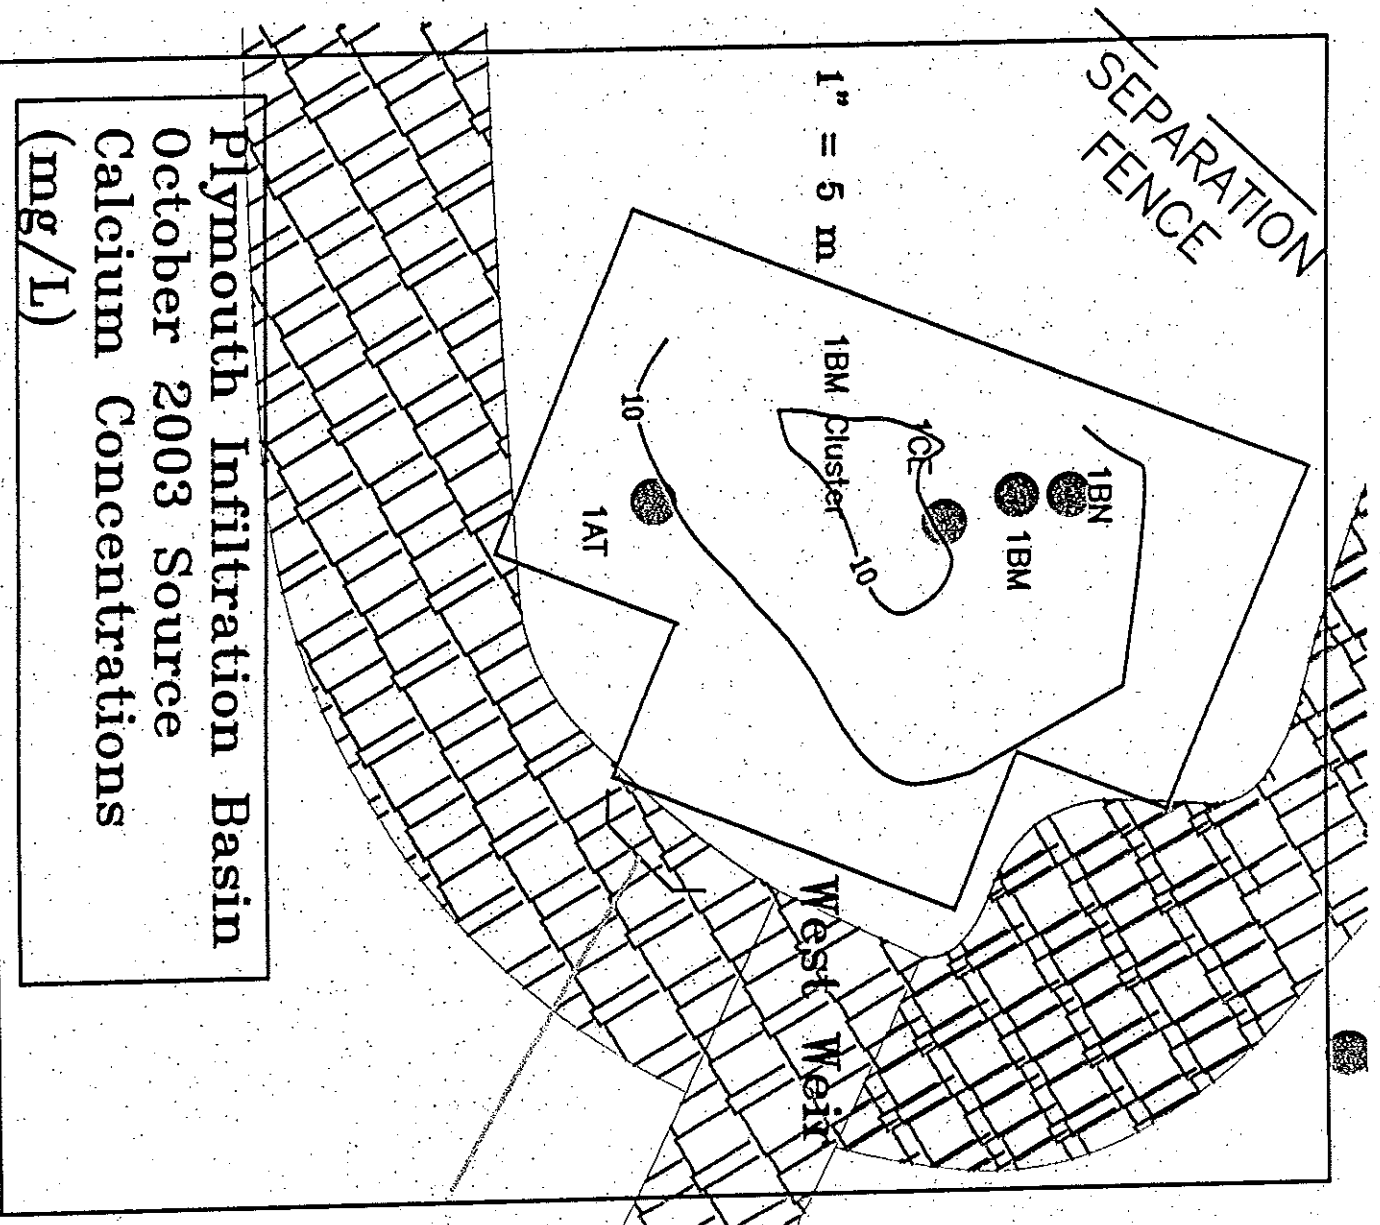 SEPARATION
FENCE
1" = 5 m
1BN
1BM
1CE
1BM Cluster
10
10
1AT
West Weir
Plymouth Infiltration Basin
October 2003 Source
Calcium Concentrations
(mg/L)